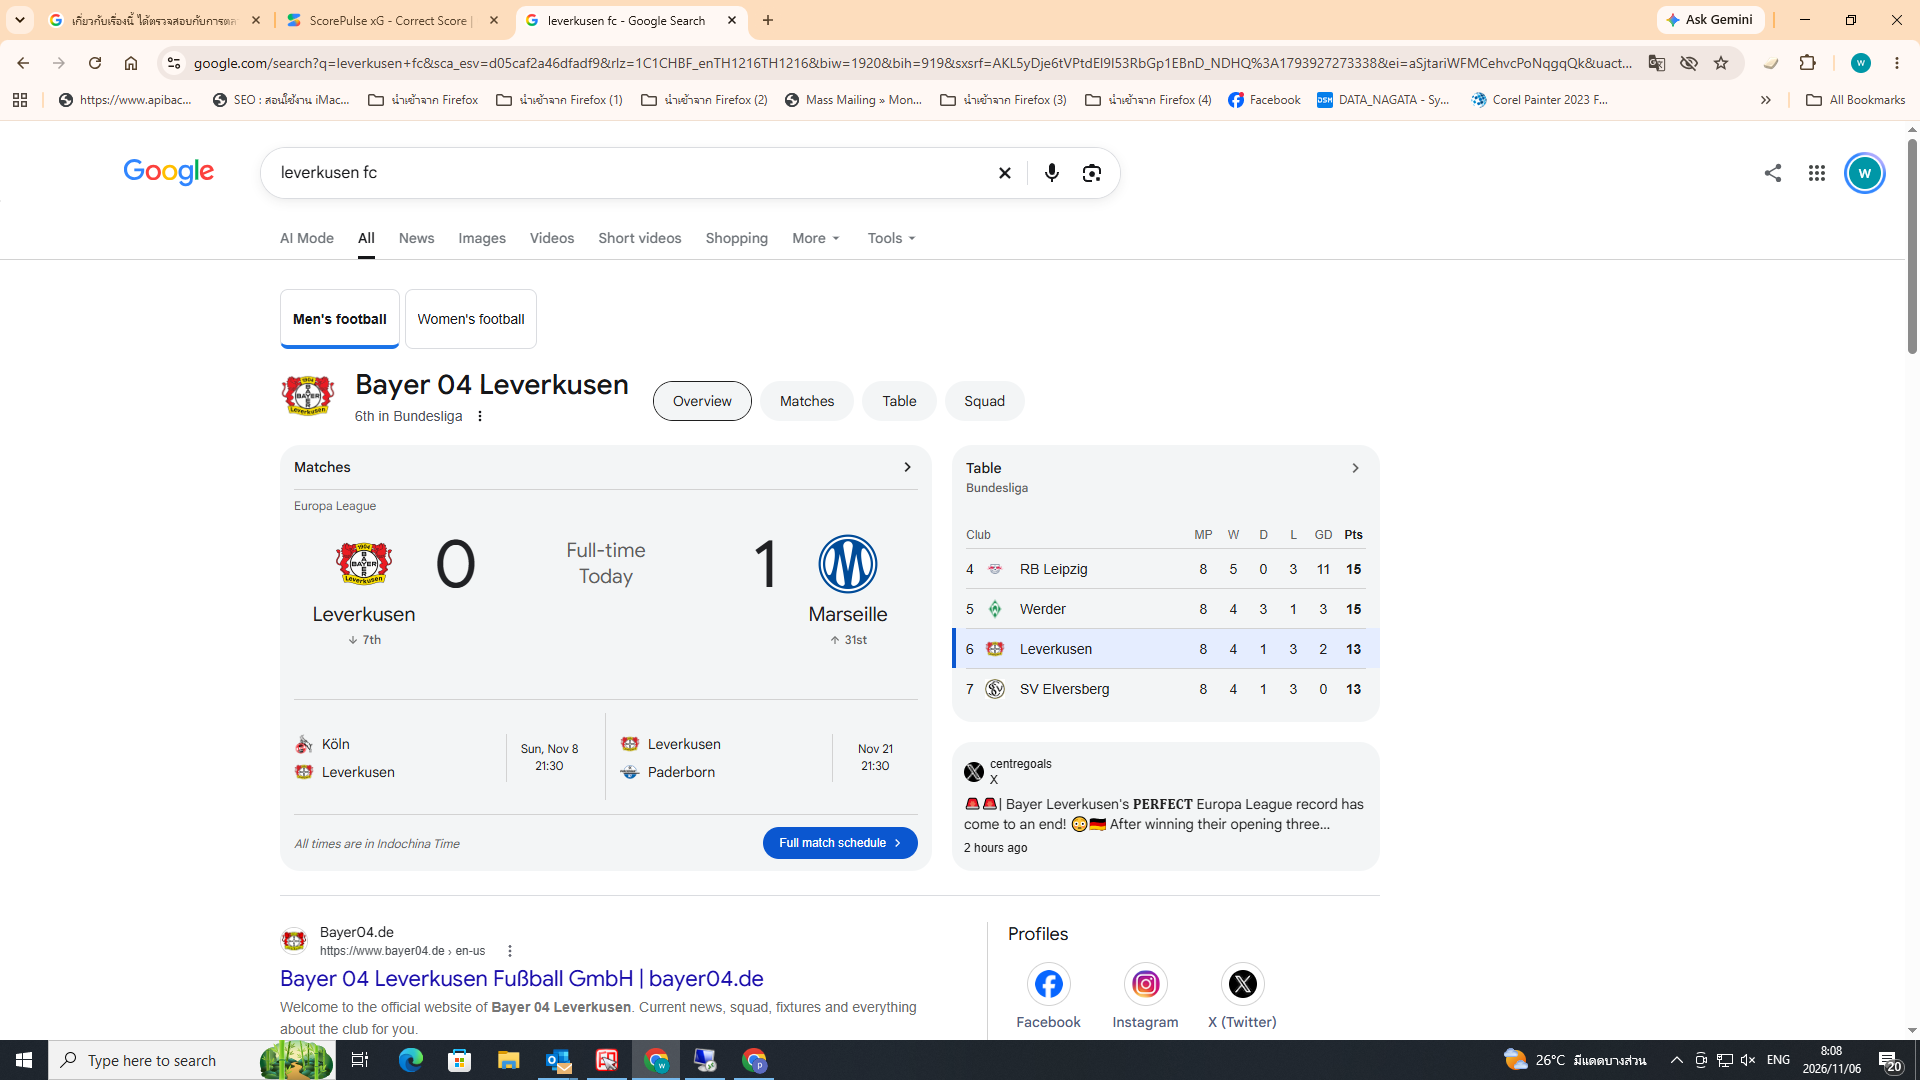 เกี่ยวกับเรื่องนี้ ได้ตรวจสอบกับการตล
ScorePulse xG - Correct Score |
leverkusen fc - Google Search
Ask Gemini
google.com/search?q=leverkusen+fc&sca_esv=d05caf2a46dfadf9&rlz=1C1CHBF_enTH1216TH1216&biw=1920&bih=919&sxsrf=AKL5yDje6tVPtdEI9I53RbGp1EBnD_NDHQ%3A1793927273338&ei=aSjtariWFMCehvcPoNqgqQk&uact...
W
https://www.apibac...
SEO : สอนใช้งาน iMac...
นำเข้าจาก Firefox
นำเข้าจาก Firefox (1)
นำเข้าจาก Firefox (2)
Mass Mailing » Mon...
นำเข้าจาก Firefox (3)
นำเข้าจาก Firefox (4)
Facebook
DATA_NAGATA - Sy...
Corel Painter 2023 F...
All Bookmarks
Google
leverkusen fc
W
AI Mode
All
News
Images
Videos
Short videos
Shopping
More
Tools
Men's football
Women's football
Bayer 04 Leverkusen
6th in Bundesliga
Overview
Matches
Table
Squad
Matches
Europa League
0
Full-time
Today
1
Leverkusen
7th
Marseille
31st
Köln
Leverkusen
Sun, Nov 8
21:30
Leverkusen
Paderborn
Nov 21
21:30
All times are in Indochina Time
Full match schedule
Table
Bundesliga
Club MP W D L GD Pts
4 RB Leipzig 8 5 0 3 11 15
5 Werder 8 4 3 1 3 15
6 Leverkusen 8 4 1 3 2 13
7 SV Elversberg 8 4 1 3 0 13
centregoals
X
🚨🚨| Bayer Leverkusen's 𝐏𝐄𝐑𝐅𝐄𝐂𝐓 Europa League record has
come to an end! 😳🇩🇪 After winning their opening three...
2 hours ago
Bayer04.de
https://www.bayer04.de › en-us
Bayer 04 Leverkusen Fußball GmbH | bayer04.de
Welcome to the official website of Bayer 04 Leverkusen. Current news, squad, fixtures and everything
about the club for you.
Profiles
Facebook
Instagram
X (Twitter)
Type here to search
26°C มีแดดบางส่วน
ENG
8:08
2026/11/06
20